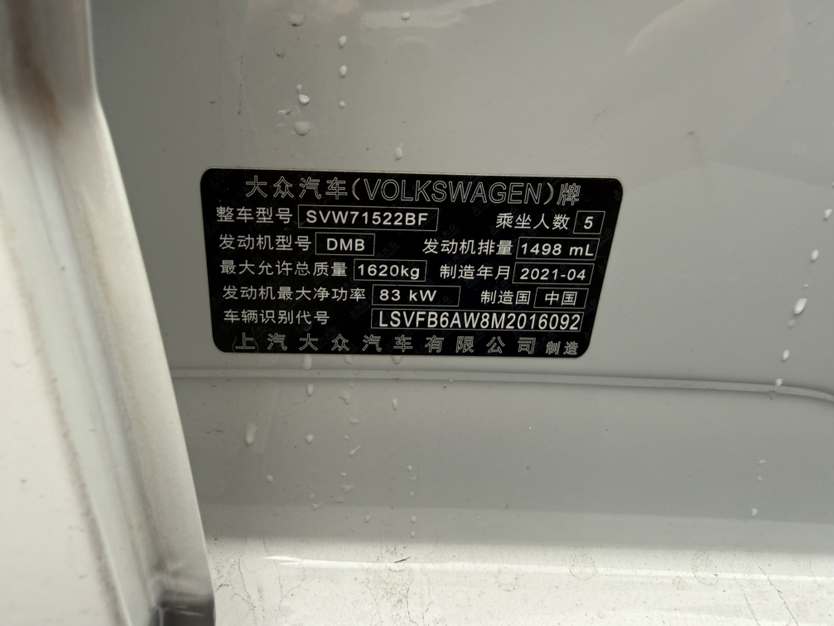 大众汽车(VOLKSWAGEN)牌
整车型号 SVW71522BF 乘坐人数 5
发动机型号 DMB 发动机排量 1498 mL
最大允许总质量 1620kg 制造年月 2021-04
发动机最大净功率 83 kW 制造国 中国
车辆识别代号 LSVFB6AW8M2016092
上汽大众汽车有限公司 制造